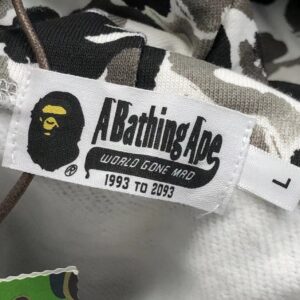 A Bathing Ape
®
WORLD GONE MAD
1993 TO 2093
L